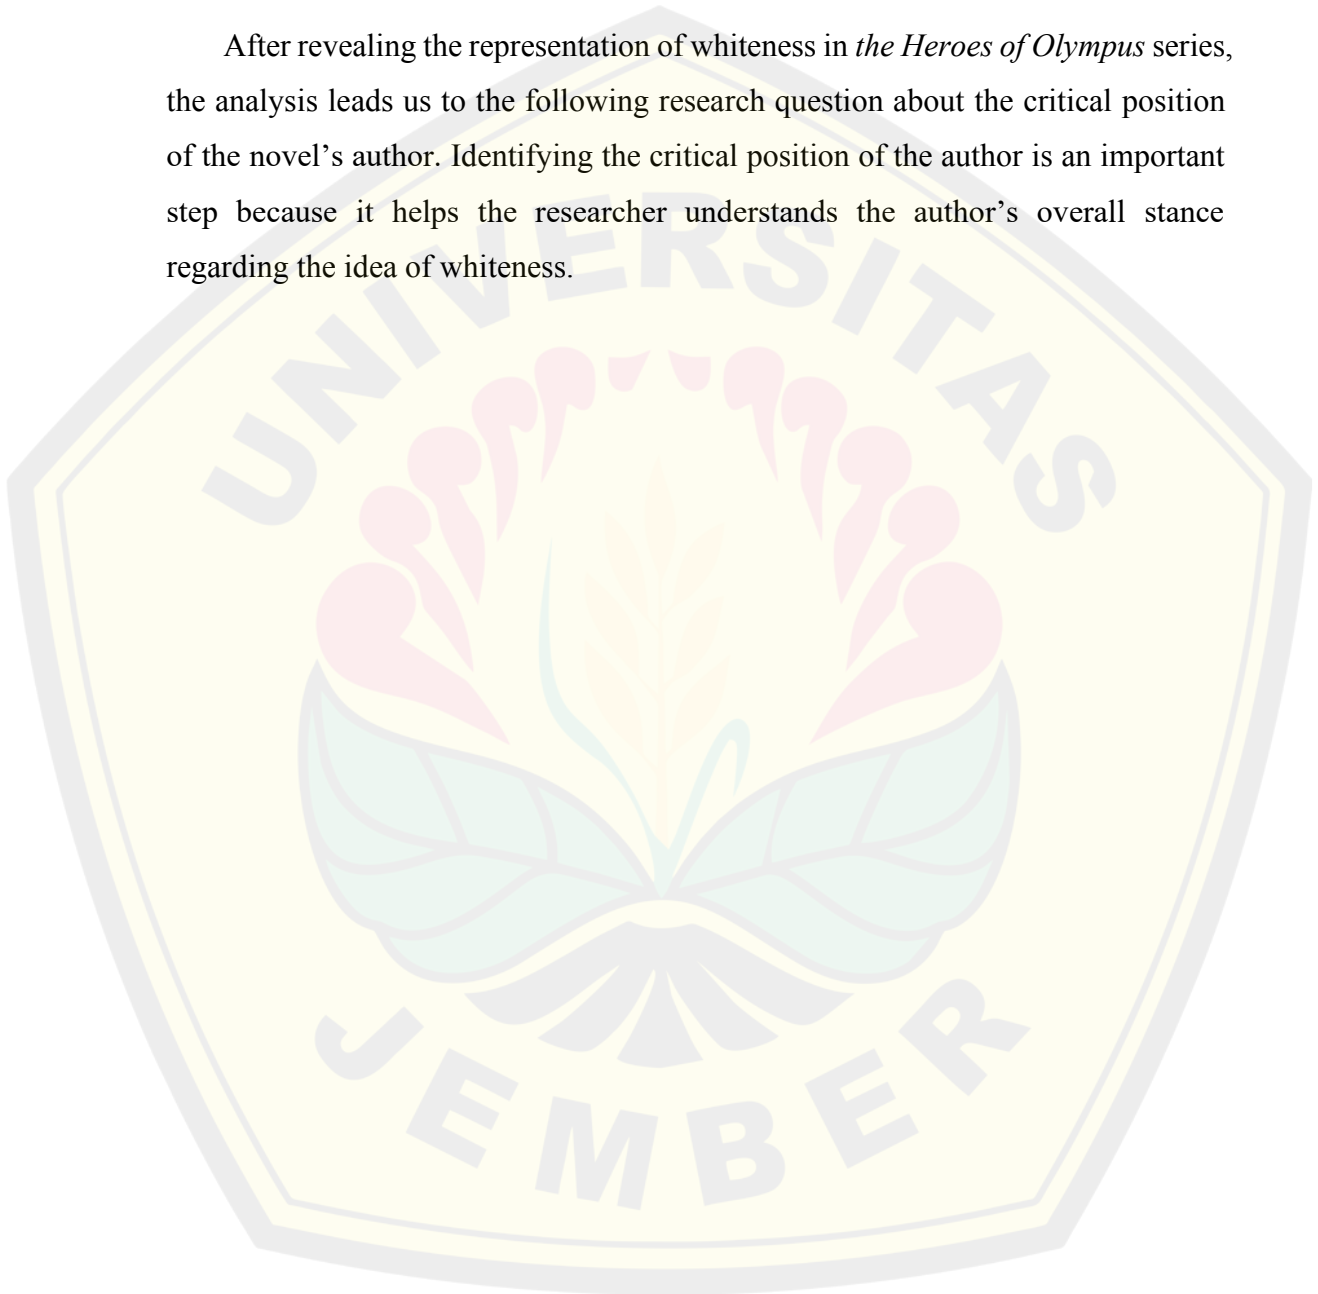 After revealing the representation of whiteness in the Heroes of Olympus series,
the analysis leads us to the following research question about the critical position
of the novel’s author. Identifying the critical position of the author is an important
step because it helps the researcher understands the author’s overall stance
regarding the idea of whiteness.
UNIVERSITAS
JEMBER